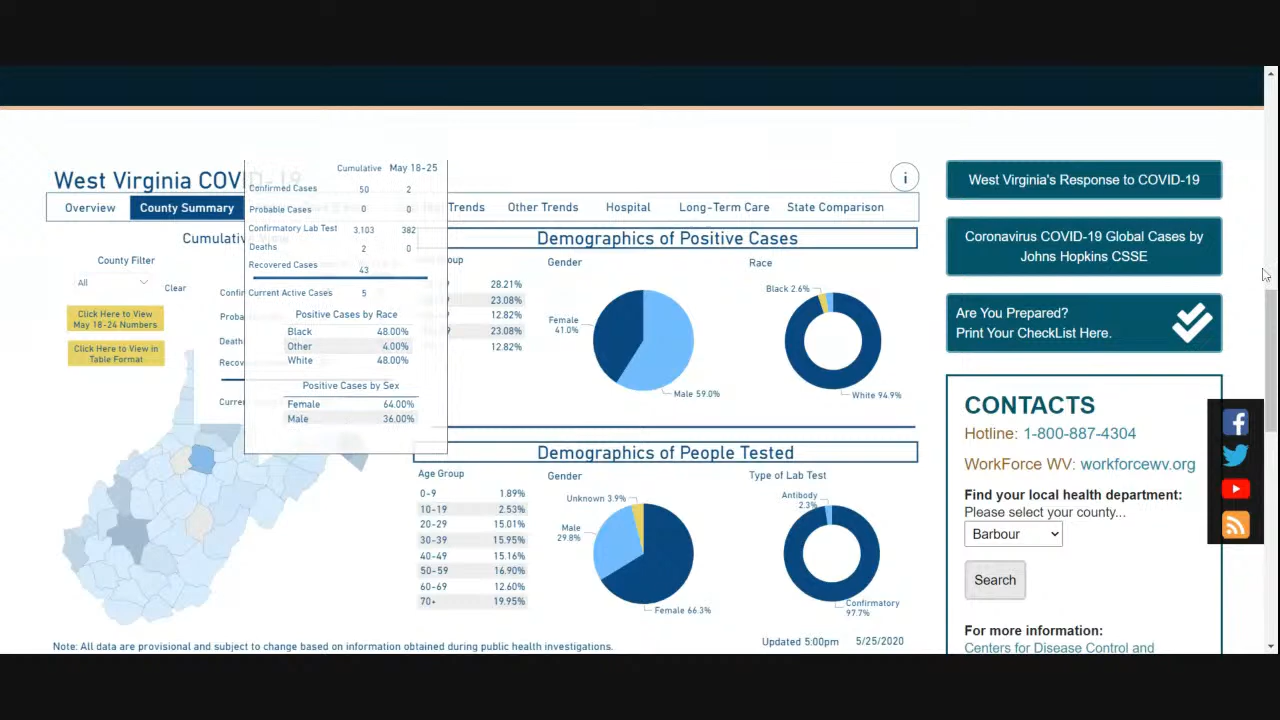 West Virginia COVID-19
i
Overview
County Summary
Trends
Other Trends
Hospital
Long-Term Care
State Comparison
Cumulative May 18-25
Confirmed Cases 50 2
Probable Cases 0 0
Confirmatory Lab Test 3,103 382
Deaths 2 0
Recovered Cases 43
Current Active Cases 5
Positive Cases by Race
Black 48.00%
Other 4.00%
White 48.00%
Positive Cases by Sex
Female 64.00%
Male 36.00%
Cumulativ
County Filter
All
Clear
Click Here to View
May 18-24 Numbers
Click Here to View in
Table Format
Confir
Proba
Death
Recov
Curre
Demographics of Positive Cases
oup
28.21%
23.08%
12.82%
23.08%
12.82%
Gender
Female
41.0%
Male 59.0%
Race
Black 2.6%
White 94.9%
Demographics of People Tested
Age Group
0-9 1.89%
10-19 2.53%
20-29 15.01%
30-39 15.95%
40-49 15.16%
50-59 16.90%
60-69 12.60%
70+ 19.95%
Gender
Unknown 3.9%
Male
29.8%
Female 66.3%
Type of Lab Test
Antibody
2.3%
Confirmatory
97.7%
Note: All data are provisional and subject to change based on information obtained during public health investigations.
Updated 5:00pm 5/25/2020
West Virginia's Response to COVID-19
Coronavirus COVID-19 Global Cases by
Johns Hopkins CSSE
Are You Prepared?
Print Your CheckList Here.
CONTACTS
Hotline: 1-800-887-4304
WorkForce WV: workforcewv.org
Find your local health department:
Please select your county...
Barbour
Search
For more information:
Centers for Disease Control and